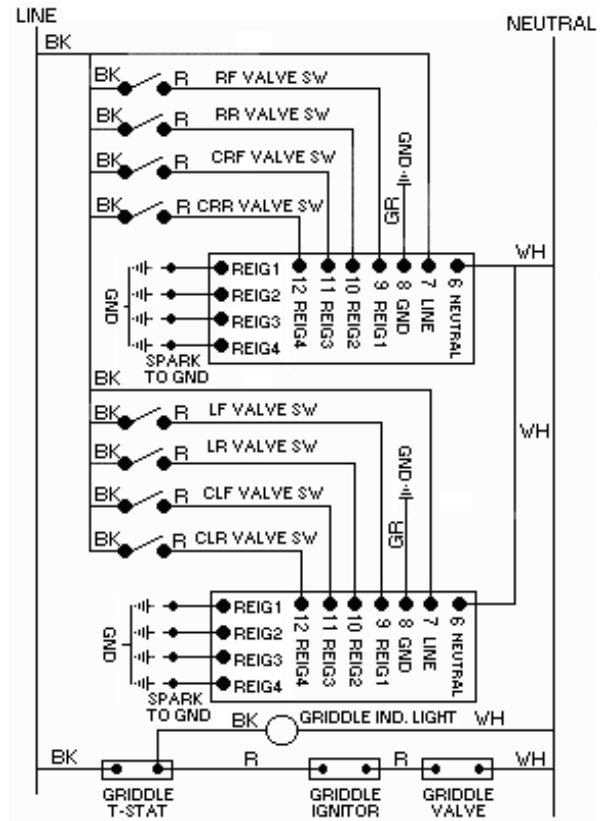 LINE
NEUTRAL
BK
BK R RF VALVE SW
BK R RR VALVE SW
BK R CRF VALVE SW
BK R CRR VALVE SW
GND
GR
WH
REIG1
REIG2
REIG3
REIG4
12 REIG4
11 REIG3
10 REIG2
9 REIG1
8 GND
7 LINE
6 NEUTRAL
GND
SPARK
TO GND
BK
WH
BK R LF VALVE SW
BK R LR VALVE SW
BK R CLF VALVE SW
BK R CLR VALVE SW
GND
GR
REIG1
REIG2
REIG3
REIG4
12 REIG4
11 REIG3
10 REIG2
9 REIG1
8 GND
7 LINE
6 NEUTRAL
GND
SPARK
TO GND
BK GRIDDLE IND. LIGHT WH
BK R R WH
GRIDDLE
T-STAT
GRIDDLE
IGNITOR
GRIDDLE
VALVE